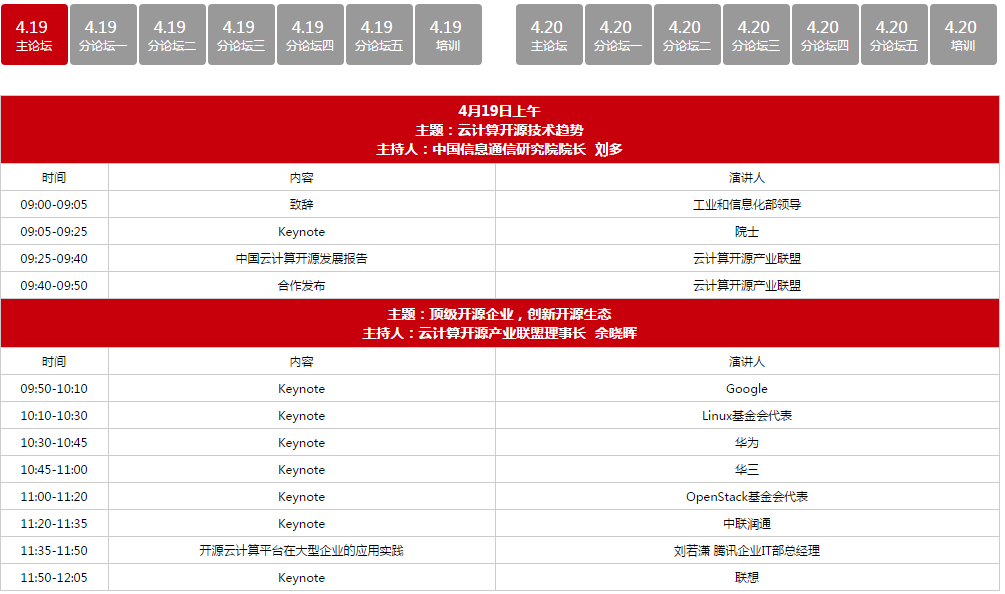 4.19 4.19 4.19 4.19 4.19 4.19 4.19 4.20 4.20 4.20 4.20 4.20 4.20 4.20
主论坛 分论坛一 分论坛二 分论坛三 分论坛四 分论坛五 培训 主论坛 分论坛一 分论坛二 分论坛三 分论坛四 分论坛五 培训
4月19日上午
主题：云计算开源技术趋势
主持人：中国信息通信研究院院长 刘多
时间 内容 演讲人
09:00-09:05 致辞 工业和信息化部领导
09:05-09:25 Keynote 院士
09:25-09:40 中国云计算开源发展报告 云计算开源产业联盟
09:40-09:50 合作发布 云计算开源产业联盟
主题：顶级开源企业，创新开源生态
主持人：云计算开源产业联盟理事长 余晓晖
时间 内容 演讲人
09:50-10:10 Keynote Google
10:10-10:30 Keynote Linux基金会代表
10:30-10:45 Keynote 华为
10:45-11:00 Keynote 华三
11:00-11:20 Keynote OpenStack基金会代表
11:20-11:35 Keynote 中联润通
11:35-11:50 开源云计算平台在大型企业的应用实践 刘若潇 腾讯企业IT部总经理
11:50-12:05 Keynote 联想